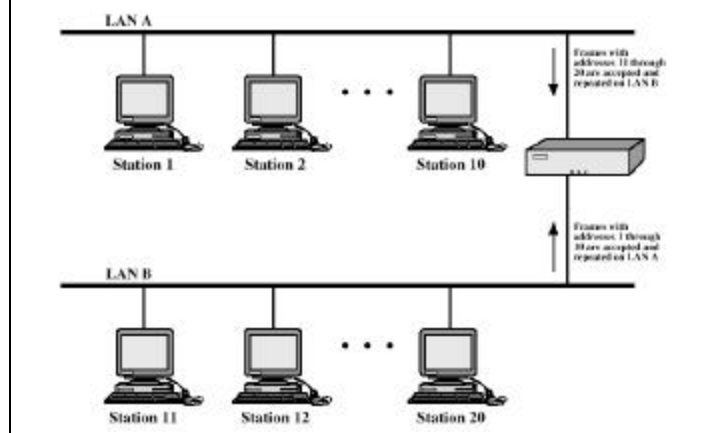 LAN A
Frames with
addresses 11 through
20 are accepted and
repeated on LAN B
Station 1
Station 2
Station 10
Frames with
addresses 1 through
10 are accepted and
repeated on LAN A
LAN B
Station 11
Station 12
Station 20